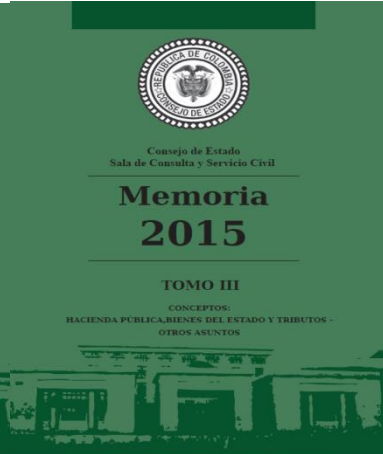 REPÚBLICA DE COLOMBIA
CONSEJO DE ESTADO
Consejo de Estado
Sala de Consulta y Servicio Civil
Memoria
2015
TOMO III
CONCEPTOS:
HACIENDA PÚBLICA,BIENES DEL ESTADO Y TRIBUTOS –
OTROS ASUNTOS